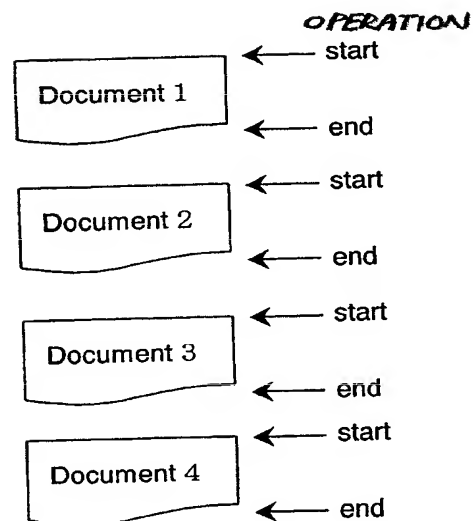 OPERATION
start
Document 1
end
start
Document 2
end
start
Document 3
end
start
Document 4
end